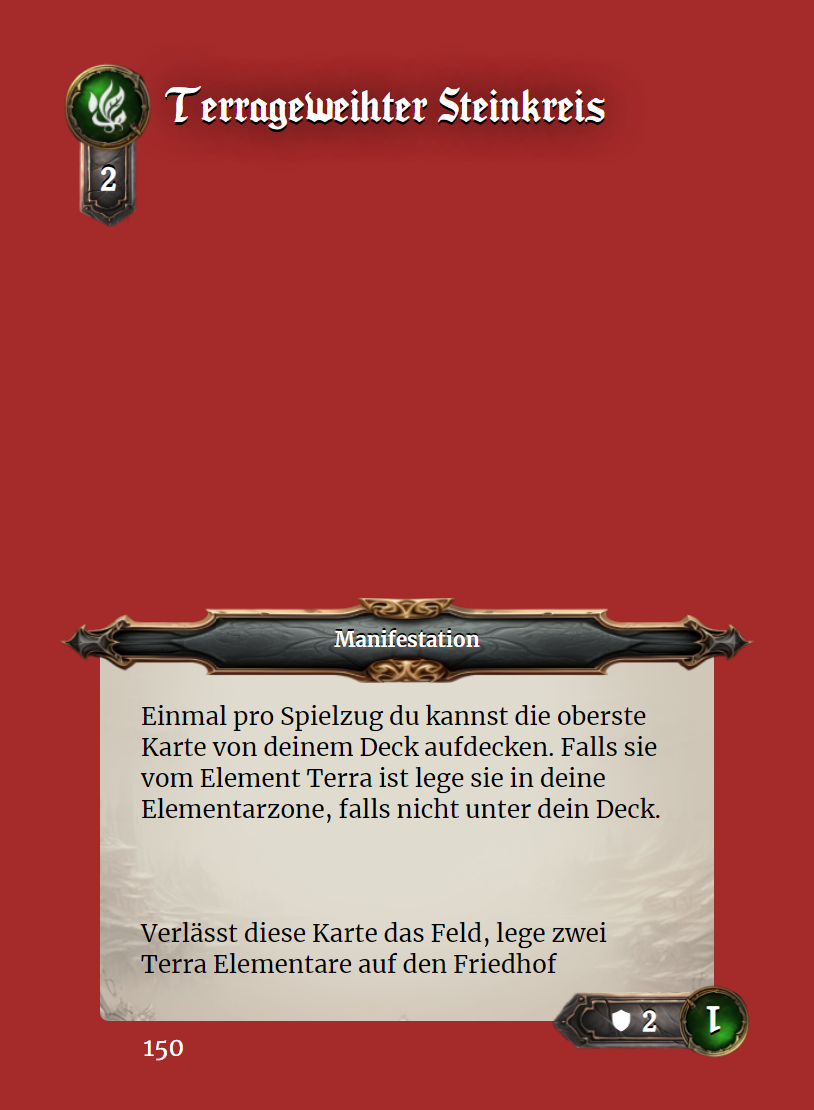 Terrageweihter Steinkreis
2
Manifestation
Einmal pro Spielzug du kannst die oberste
Karte von deinem Deck aufdecken. Falls sie
vom Element Terra ist lege sie in deine
Elementarzone, falls nicht unter dein Deck.
Verlässt diese Karte das Feld, lege zwei
Terra Elementare auf den Friedhof
2
1
150